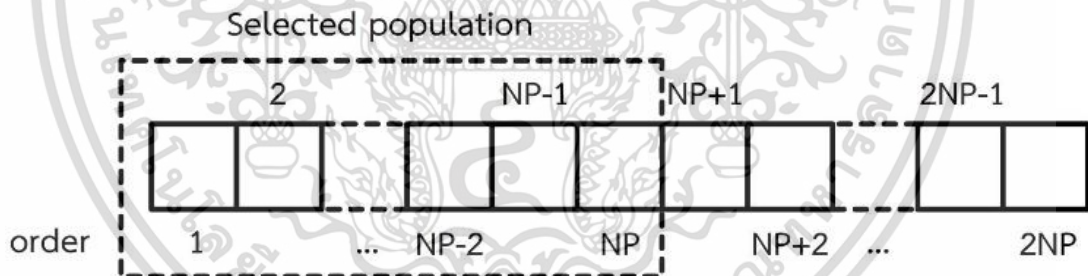 Selected population
2 NP-1 NP+1 2NP-1
order 1 ... NP-2 NP NP+2 ... 2NP